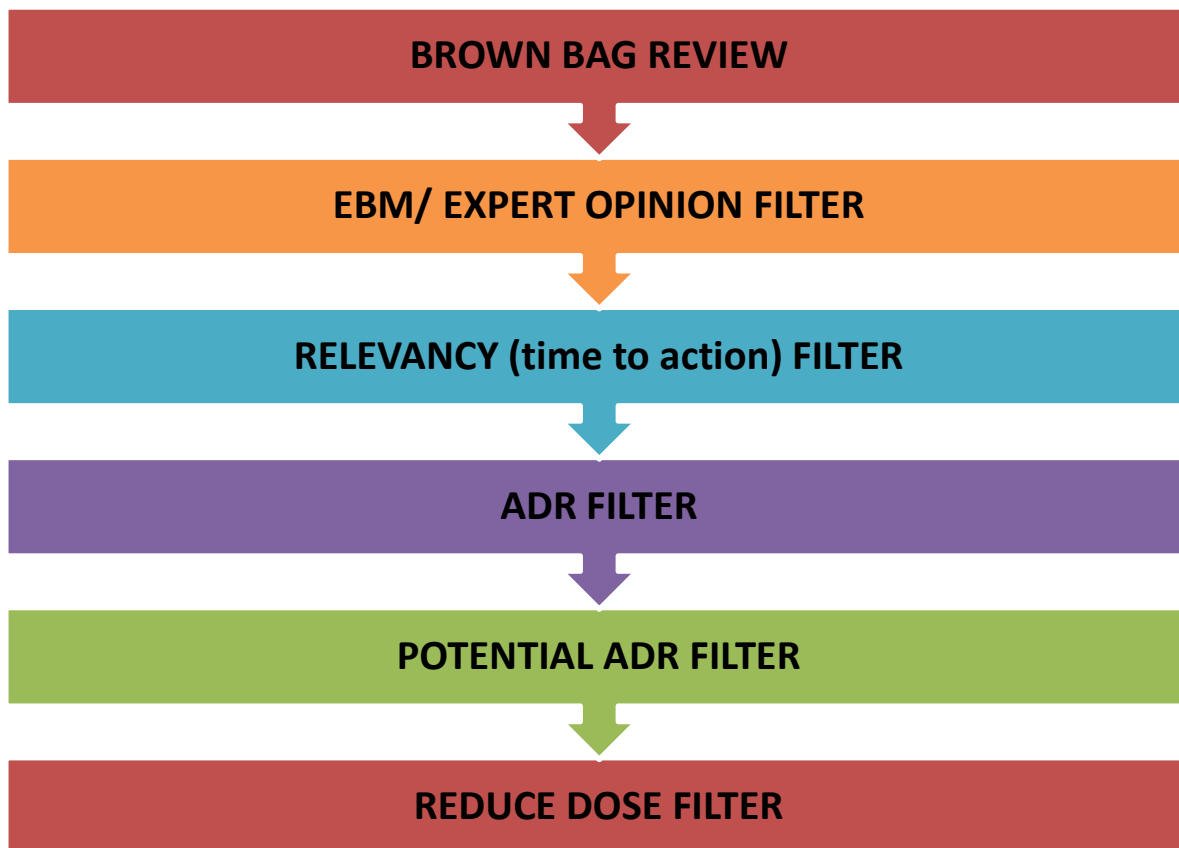 BROWN BAG REVIEW
EBM/ EXPERT OPINION FILTER
RELEVANCY (time to action) FILTER
ADR FILTER
POTENTIAL ADR FILTER
REDUCE DOSE FILTER